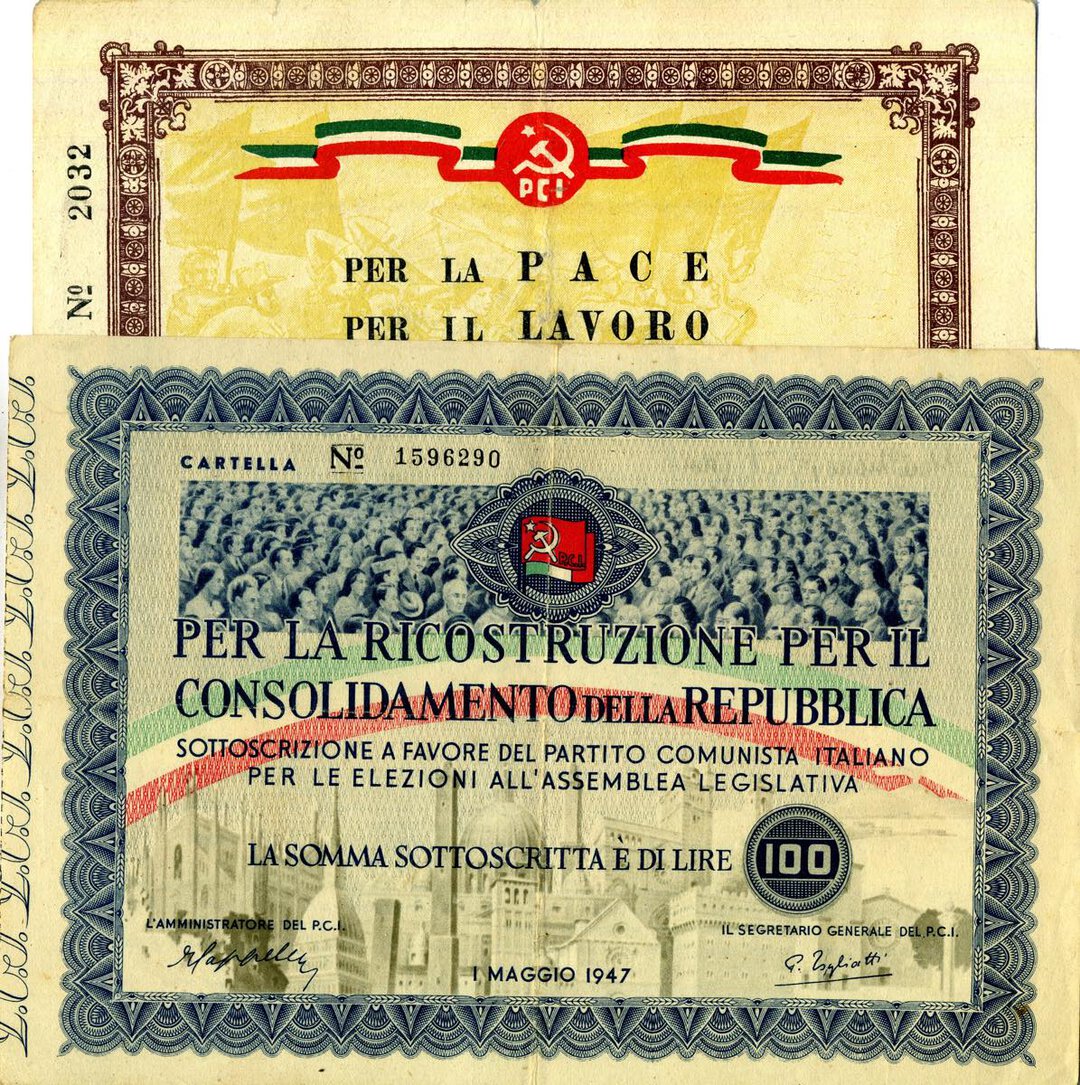 Nº 2032
PCI
PER LA PACE
PER IL LAVORO
CARTELLA Nº 1596290
P.C.I.
PER LA RICOSTRUZIONE PER IL
CONSOLIDAMENTO DELLA REPUBBLICA
SOTTOSCRIZIONE A FAVORE DEL PARTITO COMUNISTA ITALIANO
PER LE ELEZIONI ALL'ASSEMBLEA LEGISLATIVA
LA SOMMA SOTTOSCRITTA È DI LIRE 100
L'AMMINISTRATORE DEL P.C.I.
IL SEGRETARIO GENERALE DEL P.C.I.
P. Togliatti
1 MAGGIO 1947